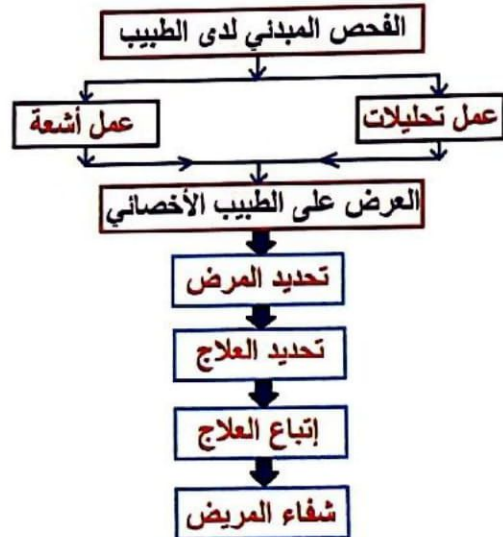 الفحص المبدئي لدى الطبيب
عمل تحليلات
عمل أشعة
العرض على الطبيب الأخصائي
تحديد المرض
تحديد العلاج
إتباع العلاج
شفاء المريض